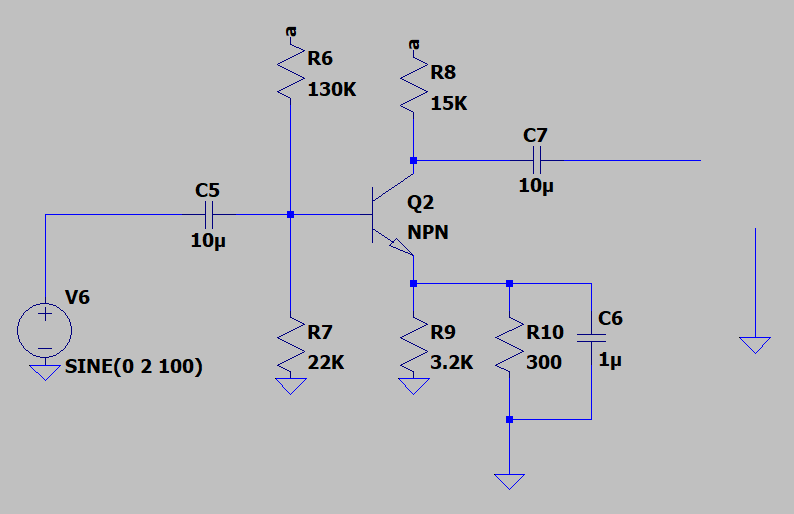 a
R6
130K
a
R8
15K
C7
10µ
C5
10µ
Q2
NPN
V6
SINE(0 2 100)
R7
22K
R9
3.2K
R10
300
C6
1µ